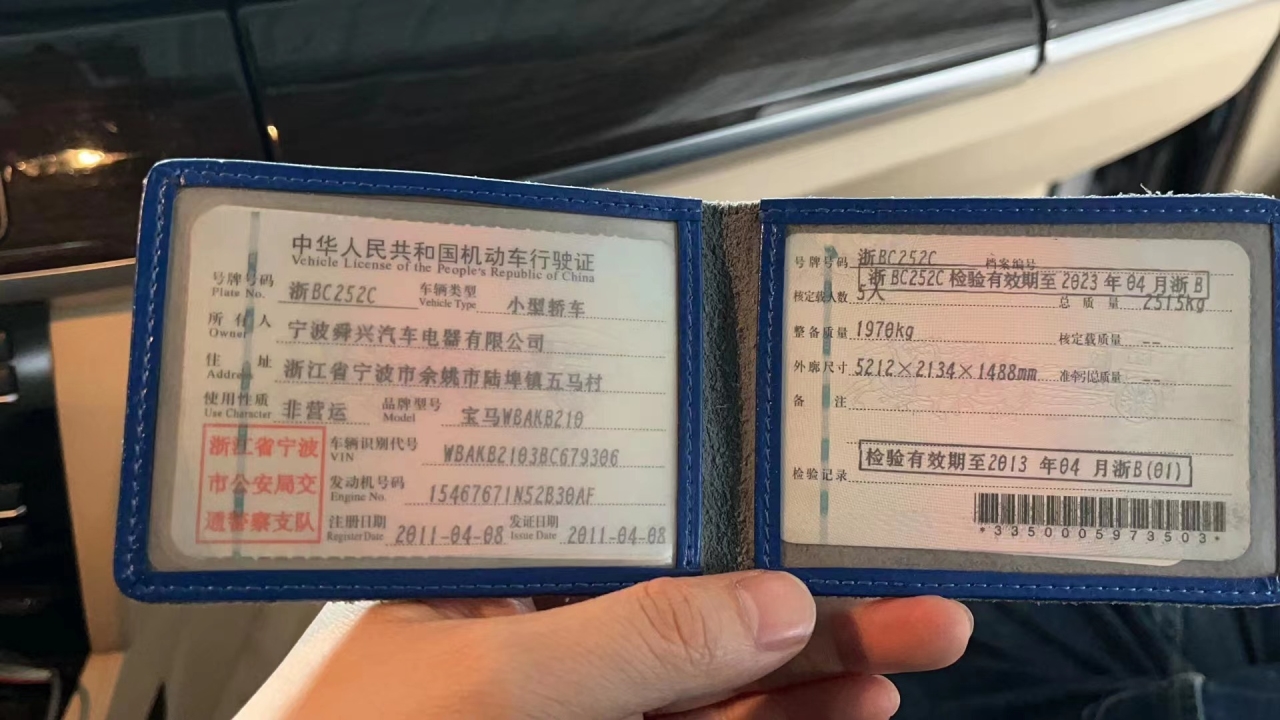 中华人民共和国机动车行驶证
Vehicle License of the People's Republic of China
号牌号码 浙BC252C 车辆类型 小型轿车
Plate No. Vehicle Type
所有人 宁波舜兴汽车电器有限公司
Owner
住址 浙江省宁波市余姚市陆埠镇五马村
Address
使用性质 非营运 品牌型号 宝马WBAKB210
Use Character Model
浙江省宁波
市公安局交
通警察支队
车辆识别代号 WBAKB2103BC679306
VIN
发动机号码 15467671N52B30AF
Engine No.
注册日期 2011-04-08 发证日期 2011-04-08
Register Date Issue Date
号牌号码 浙BC252C 档案编号
浙BC252C 检验有效期至 2023 年 04 月浙B
核定载人数 5人 总质量 2515kg
整备质量 1970kg 核定载质量 --
外廓尺寸 5212×2134×1488mm 准牵引总质量 --
备注
检验有效期至2013 年04 月浙B(01)
检验记录
*3350005973503*